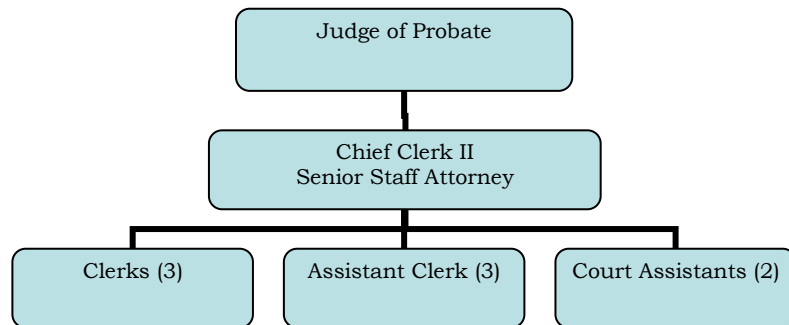 Judge of Probate
Chief Clerk II
Senior Staff Attorney
Clerks (3)
Assistant Clerk (3)
Court Assistants (2)